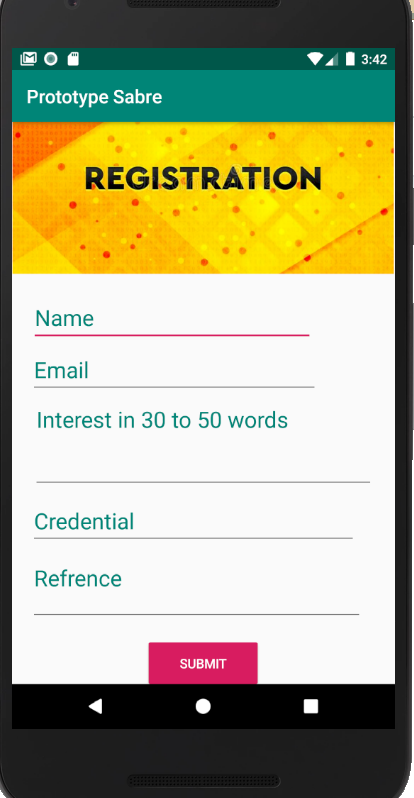 3:42
Prototype Sabre
REGISTRATION
Name
Email
Interest in 30 to 50 words
Credential
Refrence
SUBMIT